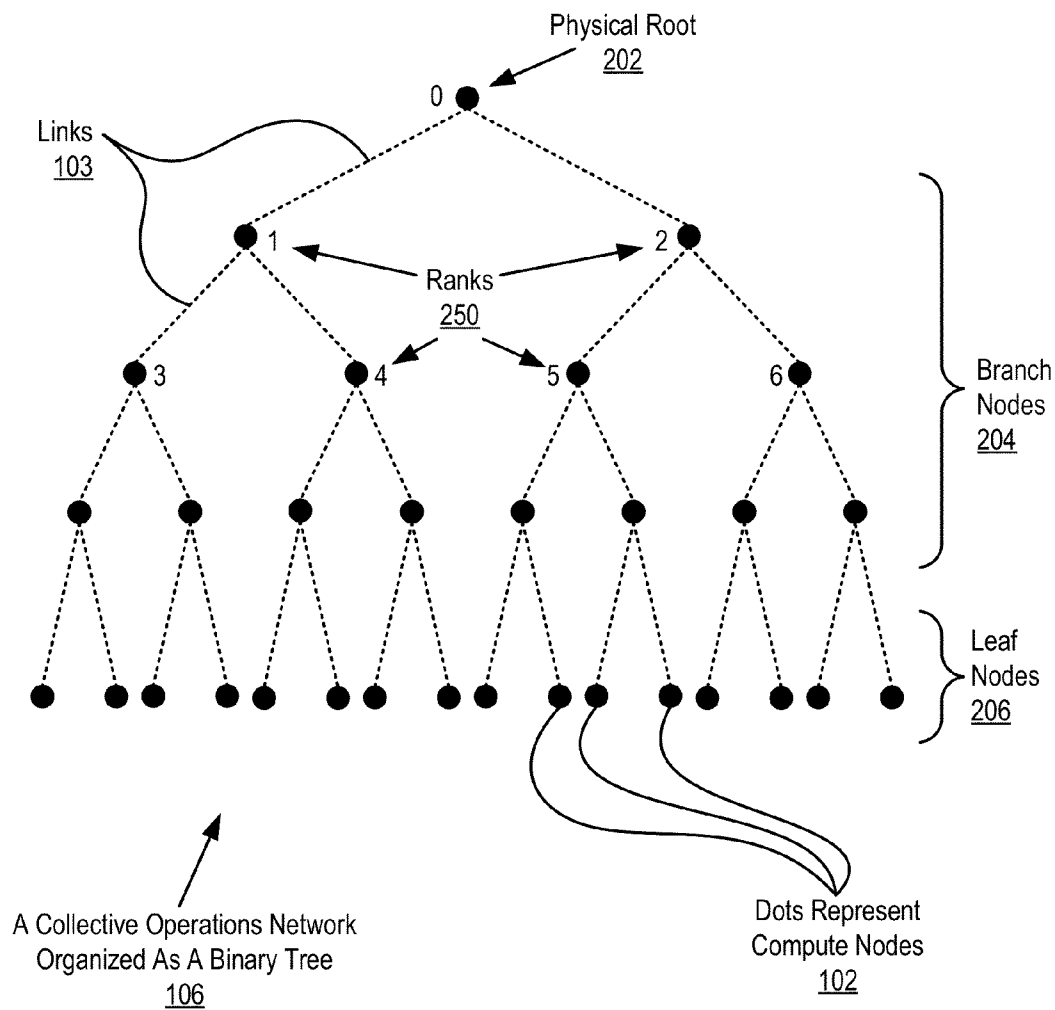 Physical Root
202
0
Links
103
1
2
Ranks
250
3
4
5
6
Branch
Nodes
204
Leaf
Nodes
206
A Collective Operations Network
Organized As A Binary Tree
106
Dots Represent
Compute Nodes
102